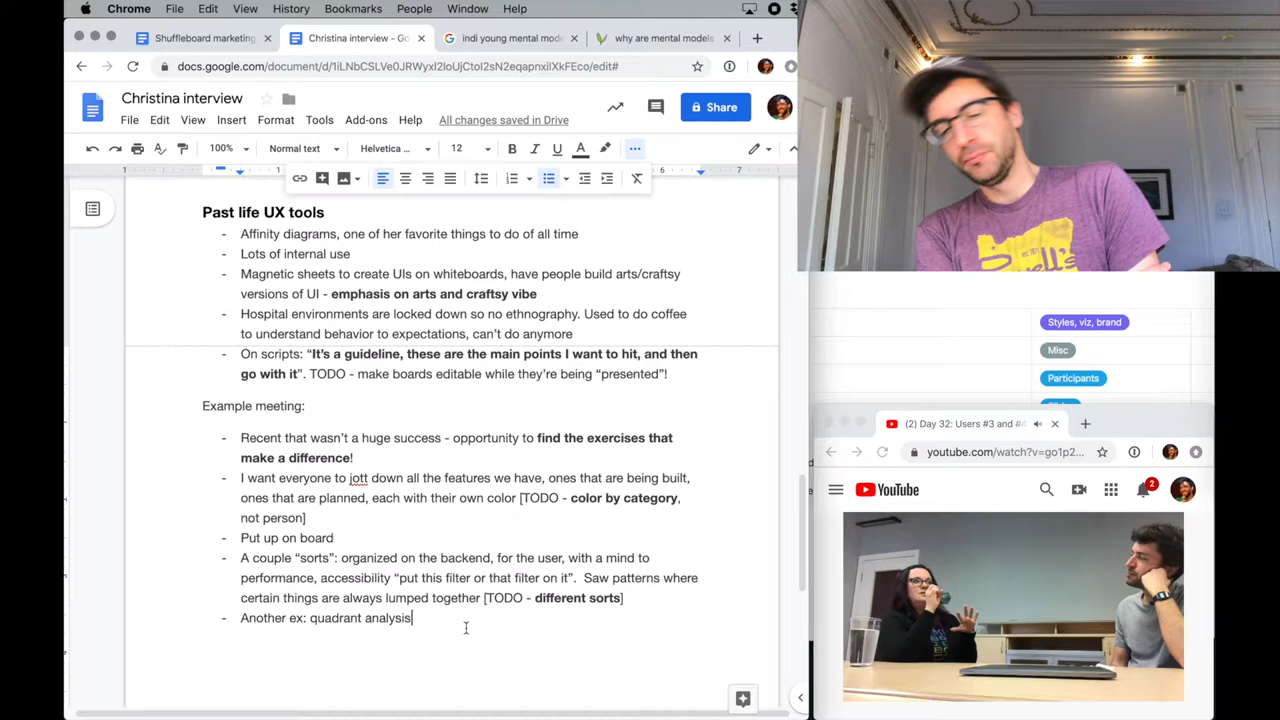 Chrome File Edit View History Bookmarks People Window Help
Shuffleboard marketing
Christina interview - Go
indi young mental mode
why are mental models
docs.google.com/document/d/1iLNbCSLVe0JRWyxI2IoUjCtoI2sN2eqapnxiIXkFEco/edit#
Christina interview
Share
File Edit View Insert Format Tools Add-ons Help All changes saved in Drive
100% Normal text Helvetica ... 12
1 6 7
Past life UX tools
- Affinity diagrams, one of her favorite things to do of all time
- Lots of internal use
- Magnetic sheets to create UIs on whiteboards, have people build arts/craftsy
versions of UI - emphasis on arts and craftsy vibe
- Hospital environments are locked down so no ethnography. Used to do coffee
to understand behavior to expectations, can't do anymore
- On scripts: “It’s a guideline, these are the main points I want to hit, and then
go with it”. TODO - make boards editable while they’re being “presented”!
Example meeting:
- Recent that wasn’t a huge success - opportunity to find the exercises that
make a difference!
- I want everyone to jott down all the features we have, ones that are being built,
ones that are planned, each with their own color [TODO - color by category,
not person]
- Put up on board
- A couple “sorts”: organized on the backend, for the user, with a mind to
performance, accessibility “put this filter or that filter on it”. Saw patterns where
certain things are always lumped together [TODO - different sorts]
- Another ex: quadrant analysis
Styles, viz, brand
Misc
Participants
(2) Day 32: Users #3 and #4
youtube.com/watch?v=go1p2...
YouTube
2